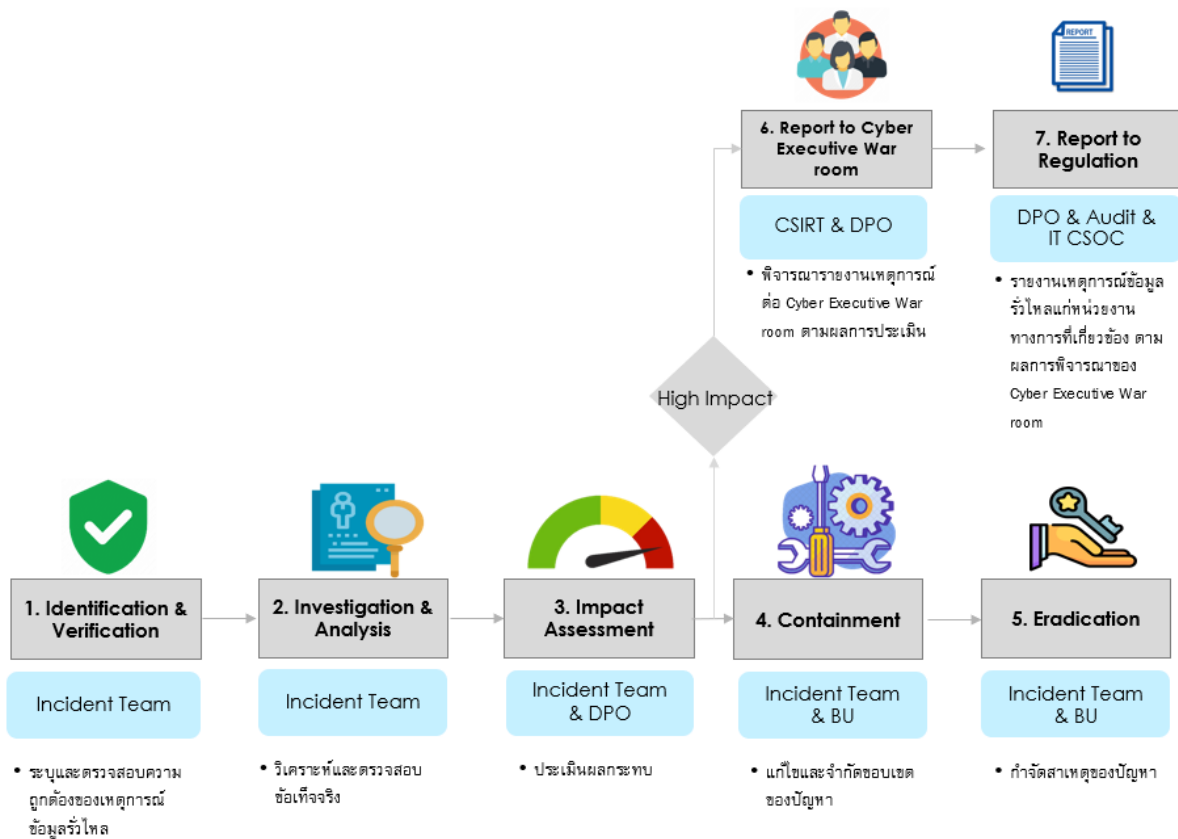 REPORT
6. Report to Cyber
Executive War
room
CSIRT & DPO
• พิจารณารายงานเหตุการณ์
ต่อ Cyber Executive War
room ตามผลการประเมิน
7. Report to
Regulation
DPO & Audit &
IT CSOC
• รายงานเหตุการณ์ข้อมูล
รั่วไหลแก่หน่วยงาน
ทางการที่เกี่ยวข้อง ตาม
ผลการพิจารณาของ
Cyber Executive War
room
High Impact
1. Identification &
Verification
Incident Team
• ระบุและตรวจสอบความ
ถูกต้องของเหตุการณ์
ข้อมูลรั่วไหล
2. Investigation &
Analysis
Incident Team
• วิเคราะห์และตรวจสอบ
ข้อเท็จจริง
3. Impact
Assessment
Incident Team
& DPO
• ประเมินผลกระทบ
4. Containment
Incident Team
& BU
• แก้ไขและจำกัดขอบเขต
ของปัญหา
5. Eradication
Incident Team
& BU
• กำจัดสาเหตุของปัญหา